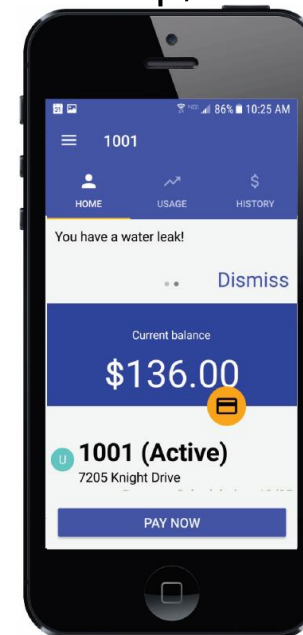 31 86% 10:25 AM
1001
HOME USAGE HISTORY
You have a water leak!
Dismiss
Current balance
$136.00
U 1001 (Active)
7205 Knight Drive
PAY NOW